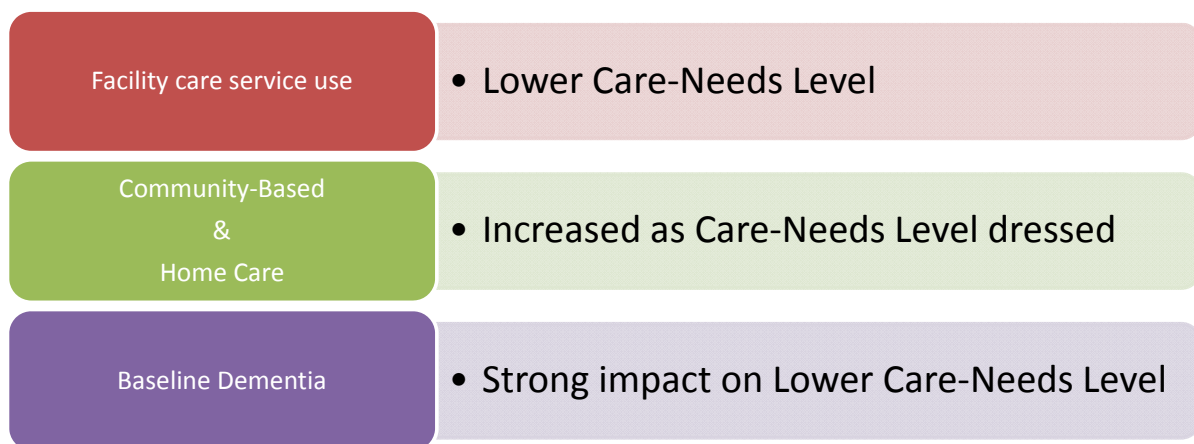 Facility care service use
• Lower Care-Needs Level
Community-Based
&
Home Care
• Increased as Care-Needs Level dressed
Baseline Dementia
• Strong impact on Lower Care-Needs Level